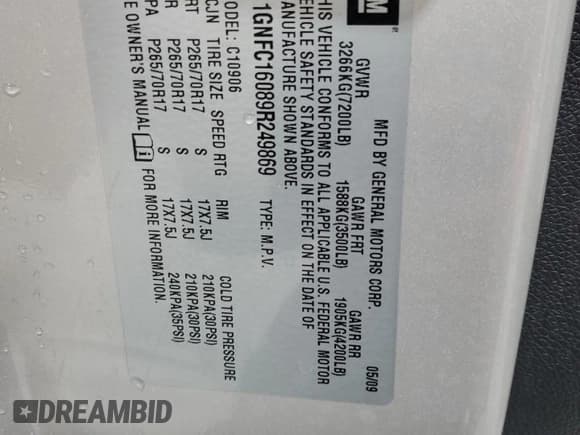 GM
MFD BY GENERAL MOTORS CORP. 05/09
GVWR GAWR FRT GAWR RR
3266KG(7200LB) 1588KG(3500LB) 1905KG(4200LB)
HIS VEHICLE CONFORMS TO ALL APPLICABLE U.S. FEDERAL MOTOR
EHICLE SAFETY STANDARDS IN EFFECT ON THE DATE OF
ANUFACTURE SHOWN ABOVE.
1GNFC16089R249869 TYPE: M.P.V.
MODEL: C10906
CJN TIRE SIZE SPEED RTG RIM COLD TIRE PRESSURE
RT P265/70R17 S 17X7.5J 210KPA(30PSI)
R P265/70R17 S 17X7.5J 210KPA(30PSI)
PA P265/70R17 S 17X7.5J 240KPA(35PSI)
E OWNER'S MANUAL i FOR MORE INFORMATION.
$DREAMBID